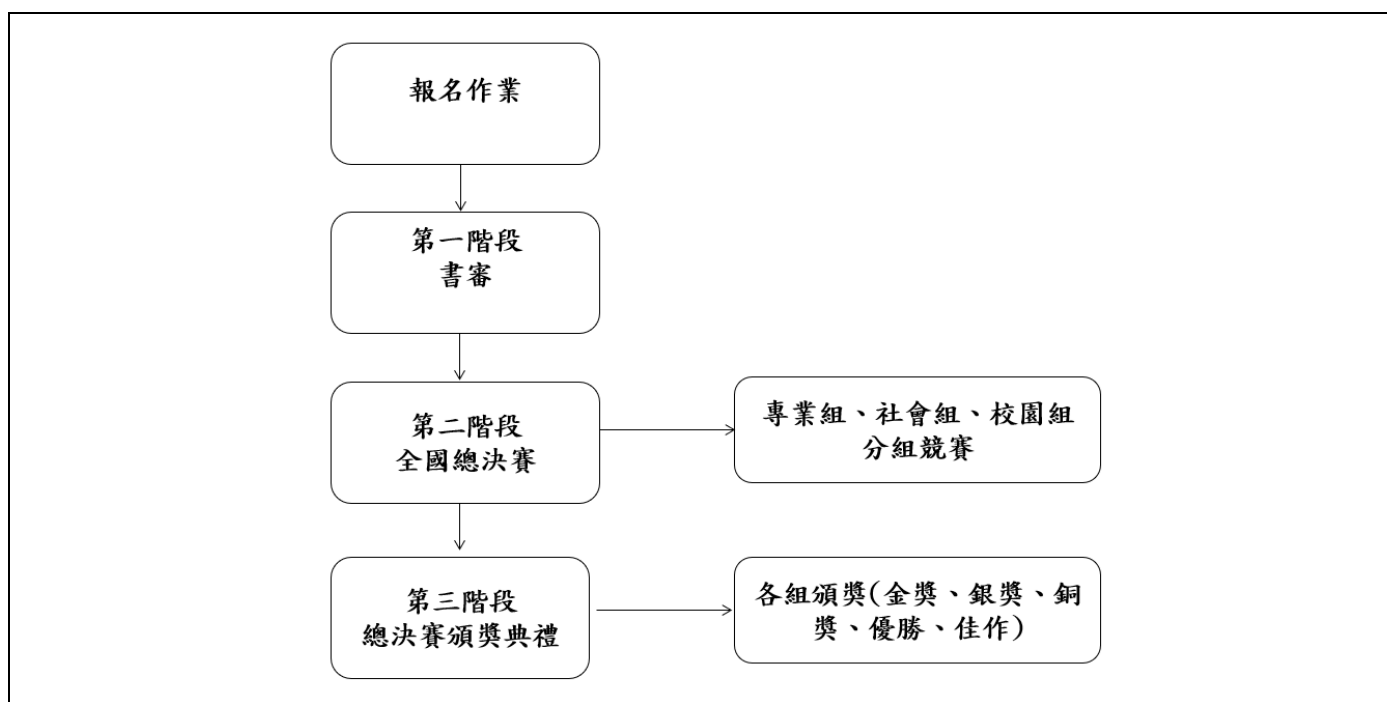 報名作業
第一階段
書審
第二階段
全國總決賽
專業組、社會組、校園組
分組競賽
第三階段
總決賽頒獎典禮
各組頒獎(金獎、銀獎、銅
獎、優勝、佳作)